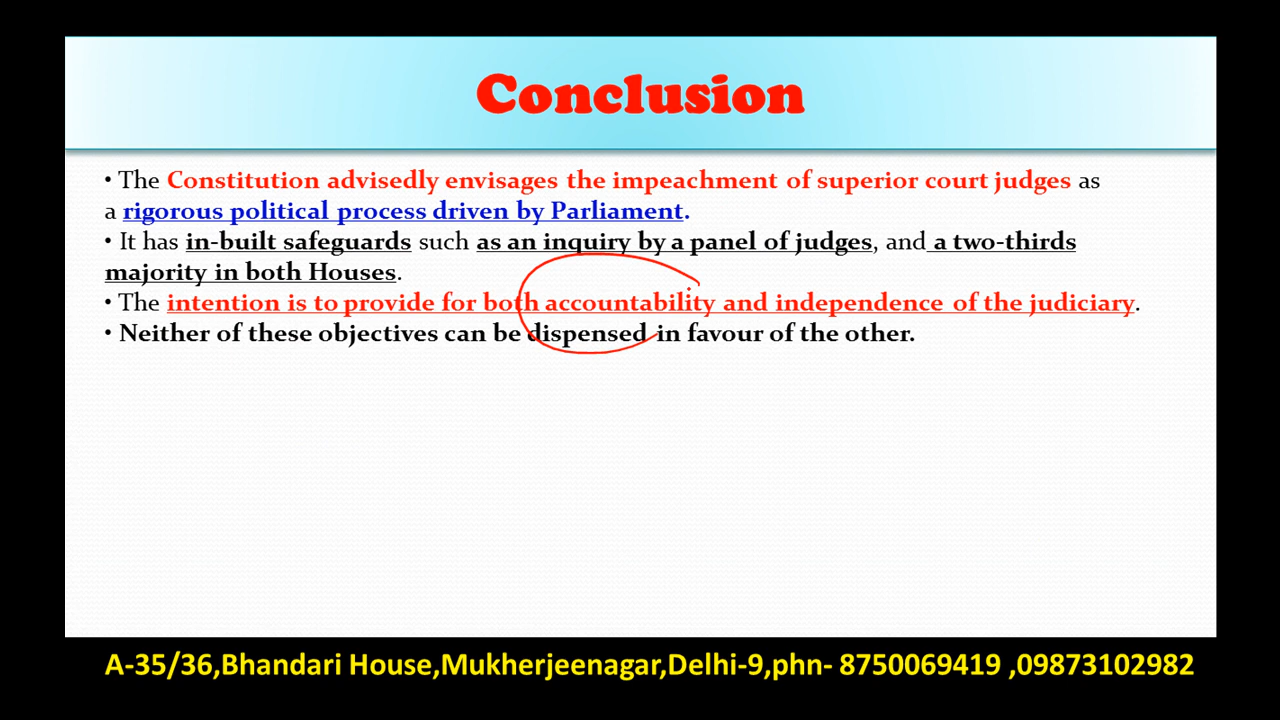 Conclusion
• The Constitution advisedly envisages the impeachment of superior court judges as
a rigorous political process driven by Parliament.
• It has in-built safeguards such as an inquiry by a panel of judges, and a two-thirds
majority in both Houses.
• The intention is to provide for both accountability and independence of the judiciary.
• Neither of these objectives can be dispensed in favour of the other.
A-35/36,Bhandari House,Mukherjeenagar,Delhi-9,phn- 8750069419 ,09873102982